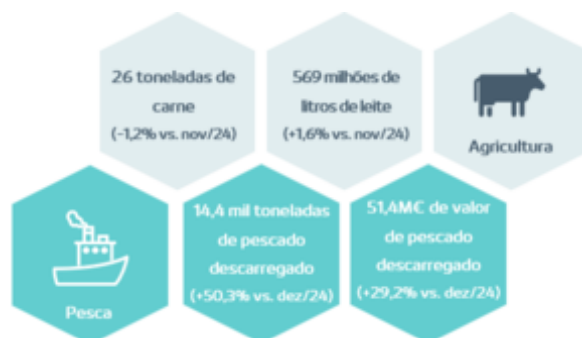 26 toneladas de
carne
(-1,2% vs. nov/24)
569 milhões de
litros de leite
(+1,6% vs. nov/24)
Agricultura
Pesca
14,4 mil toneladas
de pescado
descarregado
(+50,3% vs. dez/24)
51,4M€ de valor
de pescado
descarregado
(+29,2% vs. dez/24)